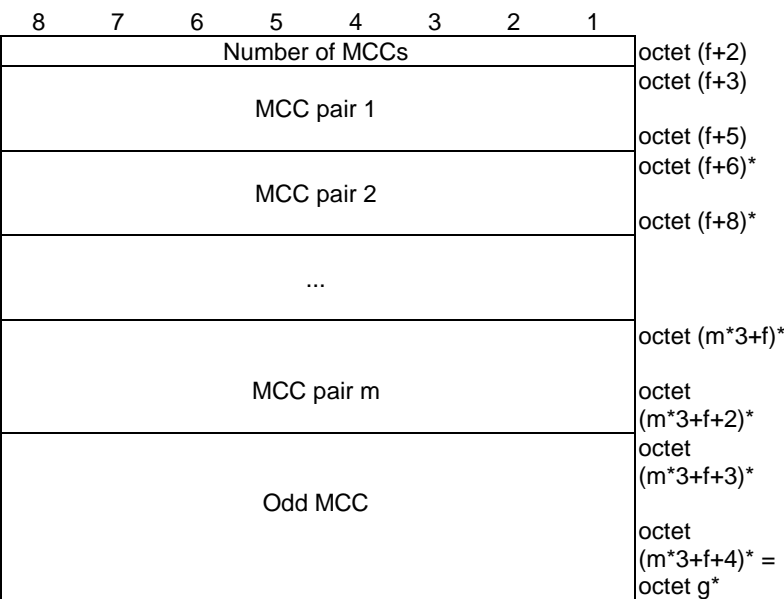 8 7 6 5 4 3 2 1
Number of MCCs
octet (f+2)
MCC pair 1
octet (f+3)
octet (f+5)
MCC pair 2
octet (f+6)*
octet (f+8)*
...
MCC pair m
octet (m*3+f)*
octet
(m*3+f+2)*
Odd MCC
octet
(m*3+f+3)*
octet
(m*3+f+4)* =
octet g*